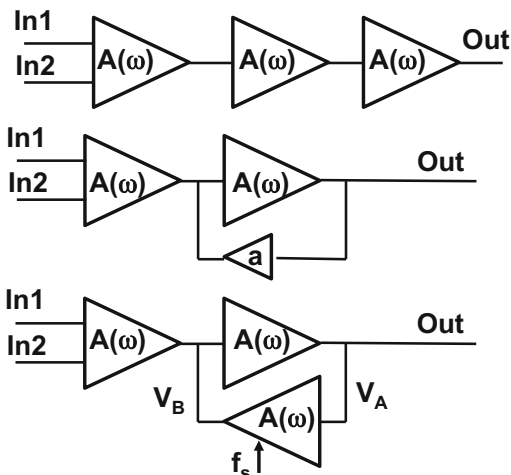 In1
In2
A(ω)
A(ω)
A(ω)
Out
In1
In2
A(ω)
A(ω)
Out
a
In1
In2
A(ω)
A(ω)
Out
V_B
A(ω)
V_A
f_s